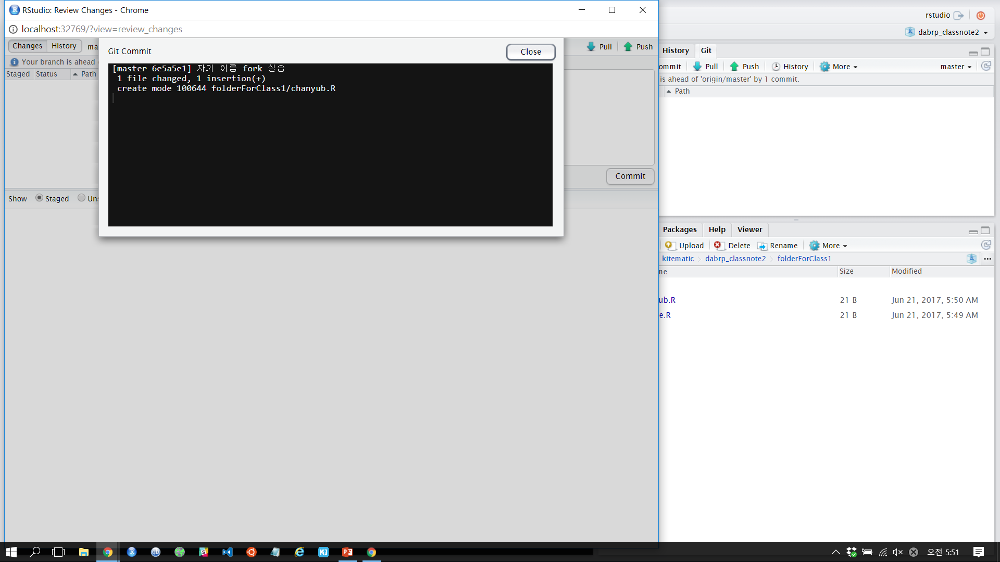 RStudio: Review Changes - Chrome
localhost:32769/?view=review_changes
Changes History ma
Pull Push
Your branch is ahead
Staged Status Path
Git Commit
Close
[master 6e5a5e1] 자기 이름 fork 실습
1 file changed, 1 insertion(+)
create mode 100644 folderForClass1/chanyub.R
Commit
Show Staged Uns
rstudio
dabrp_classnote2
History Git
ommit Pull Push History More master
is ahead of 'origin/master' by 1 commit.
Path
Packages Help Viewer
Upload Delete Rename More
kitematic dabrp_classnote2 folderForClass1
me Size Modified
ub.R 21 B Jun 21, 2017, 5:50 AM
e.R 21 B Jun 21, 2017, 5:49 AM
오전 5:51